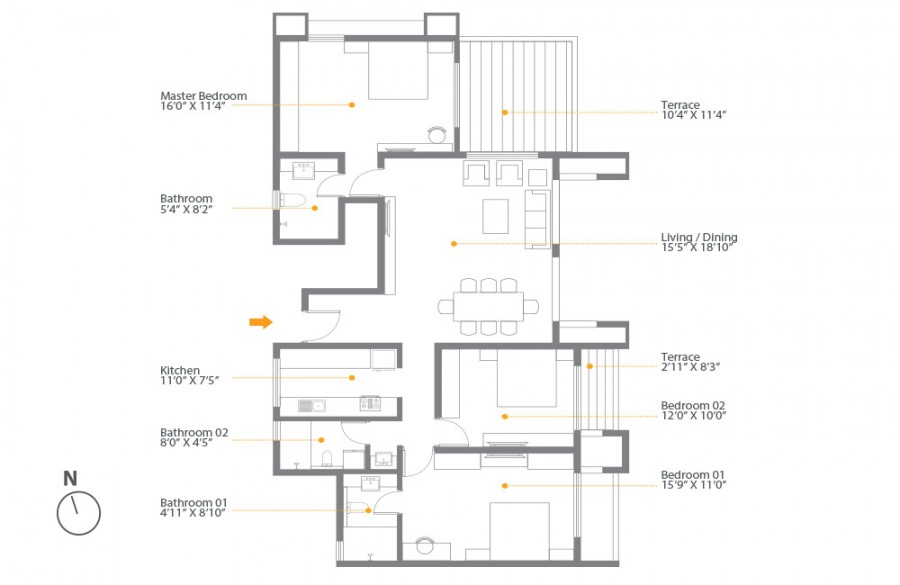 Master Bedroom
16'0” X 11'4”
Terrace
10'4” X 11'4”
Bathroom
5'4” X 8'2”
Living / Dining
15'5” X 18'10”
Kitchen
11'0” X 7'5”
Terrace
2'11” X 8'3”
Bedroom 02
12'0” X 10'0”
Bathroom 02
8'0” X 4'5”
Bedroom 01
15'9” X 11'0”
N
Bathroom 01
4'11” X 8'10”